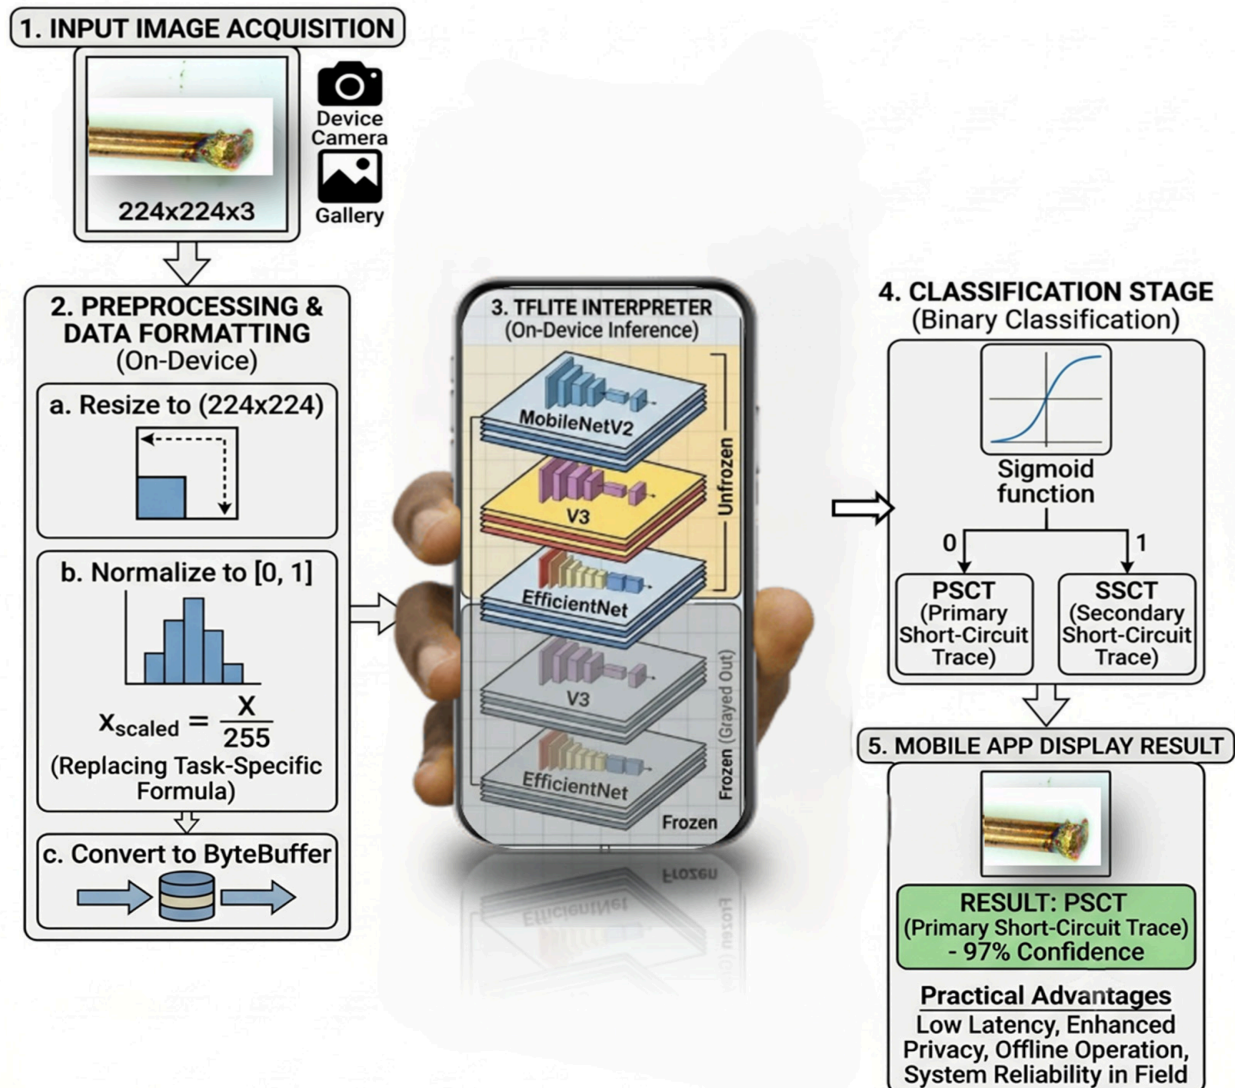 1. INPUT IMAGE ACQUISITION
224x224x3
Device
Camera
Gallery
2. PREPROCESSING &
DATA FORMATTING
(On-Device)
a. Resize to (224x224)
b. Normalize to [0, 1]
x_scaled = X / 255
(Replacing Task-Specific
Formula)
c. Convert to ByteBuffer
3. TFLITE INTERPRETER
(On-Device Inference)
MobileNetV2
V3
EfficientNet
Unfrozen
V3
EfficientNet
Frozen (Grayed Out)
Frozen
Frozen
EfficientNet
4. CLASSIFICATION STAGE
(Binary Classification)
Sigmoid
function
0
1
PSCT
(Primary
Short-Circuit
Trace)
SSCT
(Secondary
Short-Circuit
Trace)
5. MOBILE APP DISPLAY RESULT
RESULT: PSCT
(Primary Short-Circuit Trace)
- 97% Confidence
Practical Advantages
Low Latency, Enhanced
Privacy, Offline Operation,
System Reliability in Field